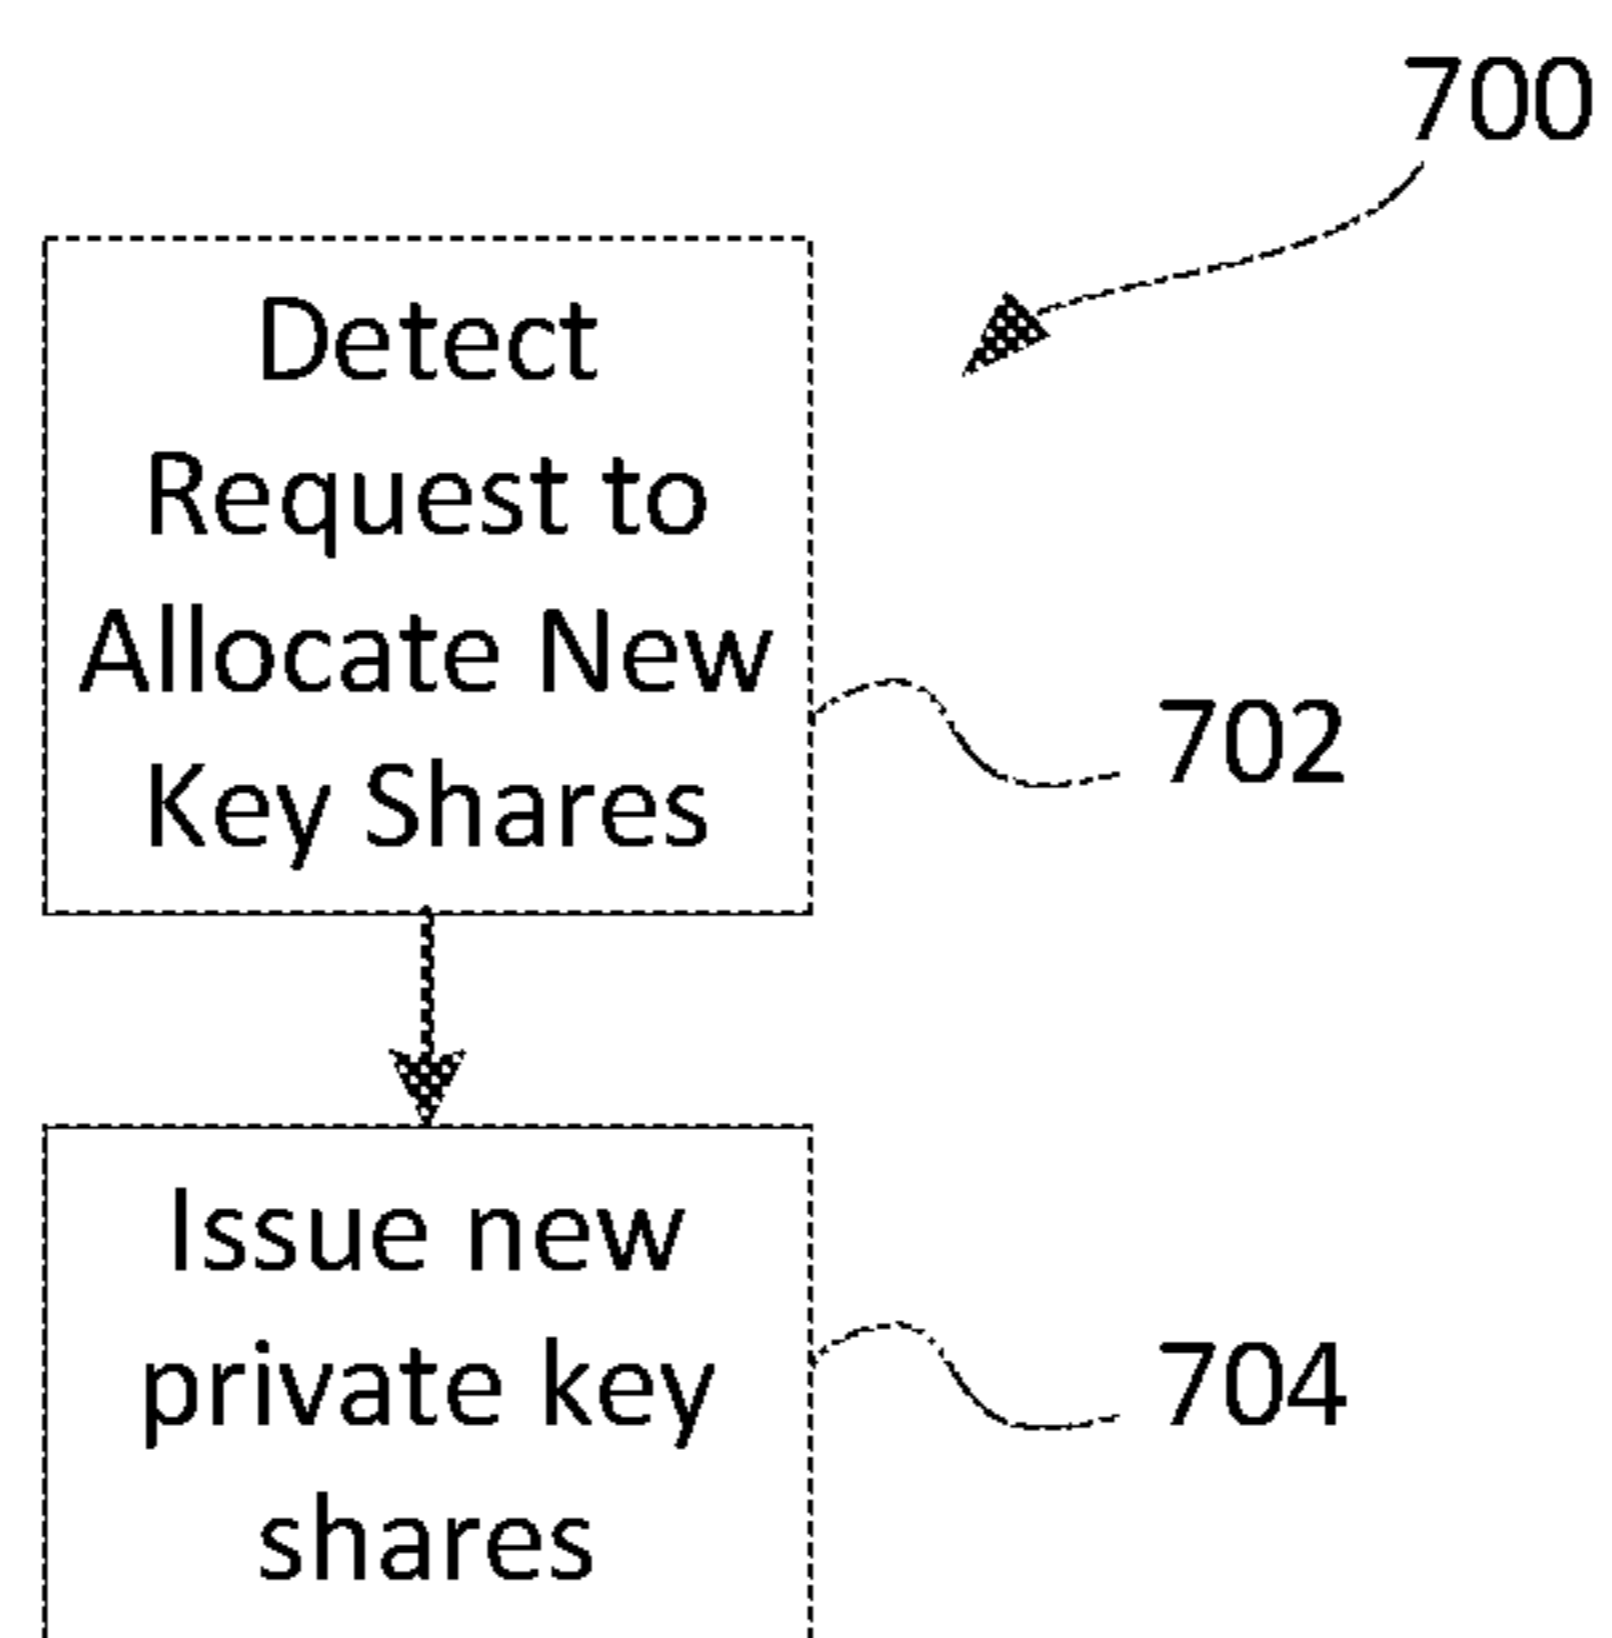 700
Detect
Request to
Allocate New
Key Shares
702
Issue new
private key
shares
704